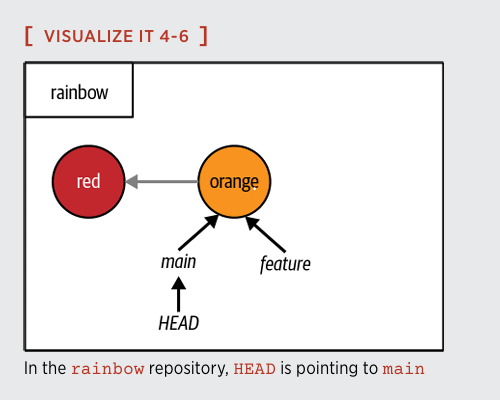 [ VISUALIZE IT 4-6 ]
rainbow
red
orange
main
feature
HEAD
In the rainbow repository, HEAD is pointing to main